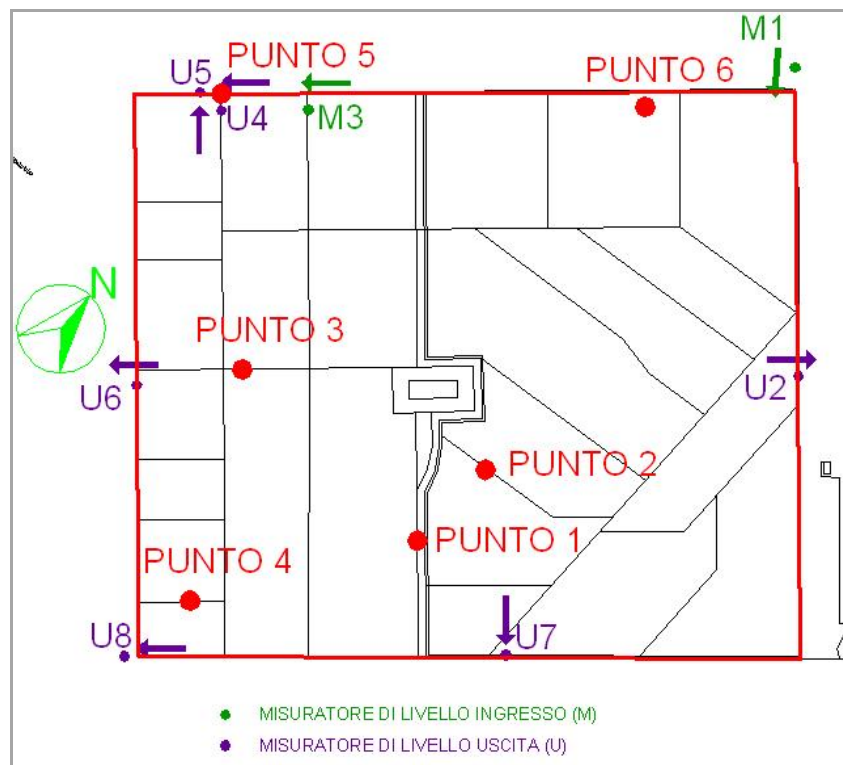 M1
U5
PUNTO 5
PUNTO 6
U4
M3
N
PUNTO 3
U6
U2
PUNTO 2
PUNTO 1
PUNTO 4
U8
U7
MISURATORE DI LIVELLO INGRESSO (M)
MISURATORE DI LIVELLO USCITA (U)